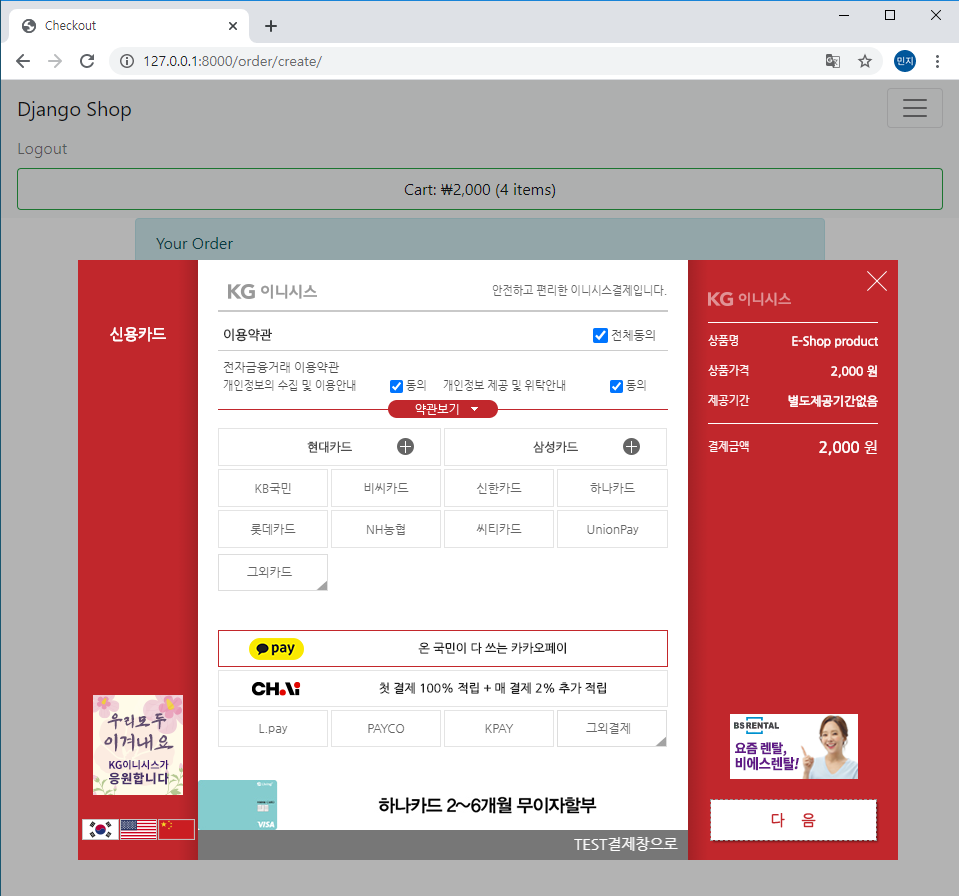 Checkout
127.0.0.1:8000/order/create/
민지
Django Shop
Logout
Cart: ₩2,000 (4 items)
Your Order
신용카드
우리모두
이겨내요
KG이니시스가
응원합니다
KG 이니시스
안전하고 편리한 이니시스결제입니다.
이용약관
전체동의
전자금융거래 이용약관
개인정보의 수집 및 이용안내 동의 개인정보 제공 및 위탁안내 동의
약관보기
현대카드 삼성카드
KB국민 비씨카드 신한카드 하나카드
롯데카드 NH농협 씨티카드 UnionPay
그외카드
pay 온 국민이 다 쓰는 카카오페이
CHAI 첫 결제 100% 적립 + 매 결제 2% 추가 적립
L.pay PAYCO KPAY 그외결제
VISA
하나카드 2~6개월 무이자할부
TEST결제창으로
KG 이니시스
상품명 E-Shop product
상품가격 2,000 원
제공기간 별도제공기간없음
결제금액 2,000 원
BS RENTAL
요즘 렌탈,
비에스렌탈!
다 음